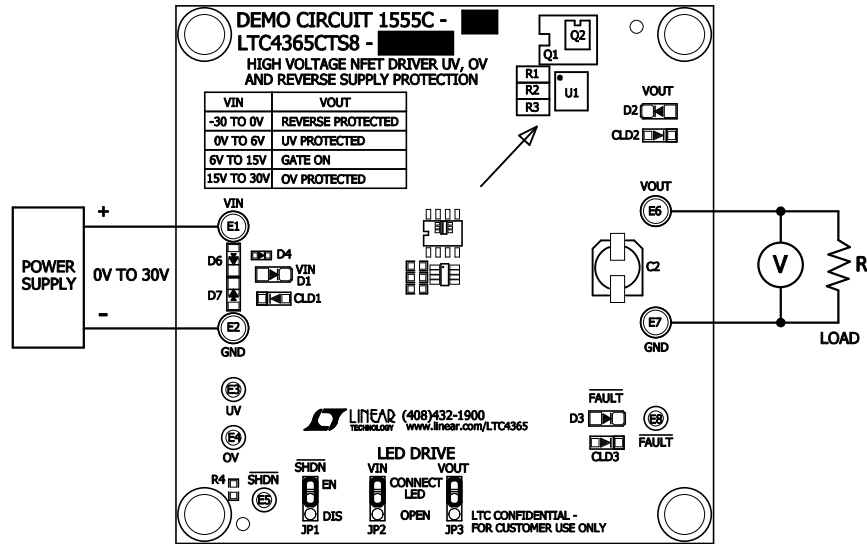 DEMO CIRCUIT 1555C -
LTC4365CTS8 -
HIGH VOLTAGE NFET DRIVER UV, OV
AND REVERSE SUPPLY PROTECTION
VIN VOUT
-30 TO 0V REVERSE PROTECTED
0V TO 6V UV PROTECTED
6V TO 15V GATE ON
15V TO 30V OV PROTECTED
Q2
Q1
R1
R2
R3
U1
VOUT
D2
CLD2
POWER
SUPPLY
+
0V TO 30V
-
VIN
E1
D6
D4
VIN
D1
D7
CLD1
E2
GND
VOUT
E6
C2
E7
GND
V
R
LOAD
E3
UV
E4
OV
R4
SHDN
E5
LINEAR
TECHNOLOGY
(408)432-1900
www.linear.com/LTC4365
FAULT
D3
E8
FAULT
CLD3
LED DRIVE
SHDN
EN
DIS
JP1
VIN
CONNECT
LED
OPEN
JP2
VOUT
JP3
LTC CONFIDENTIAL -
FOR CUSTOMER USE ONLY